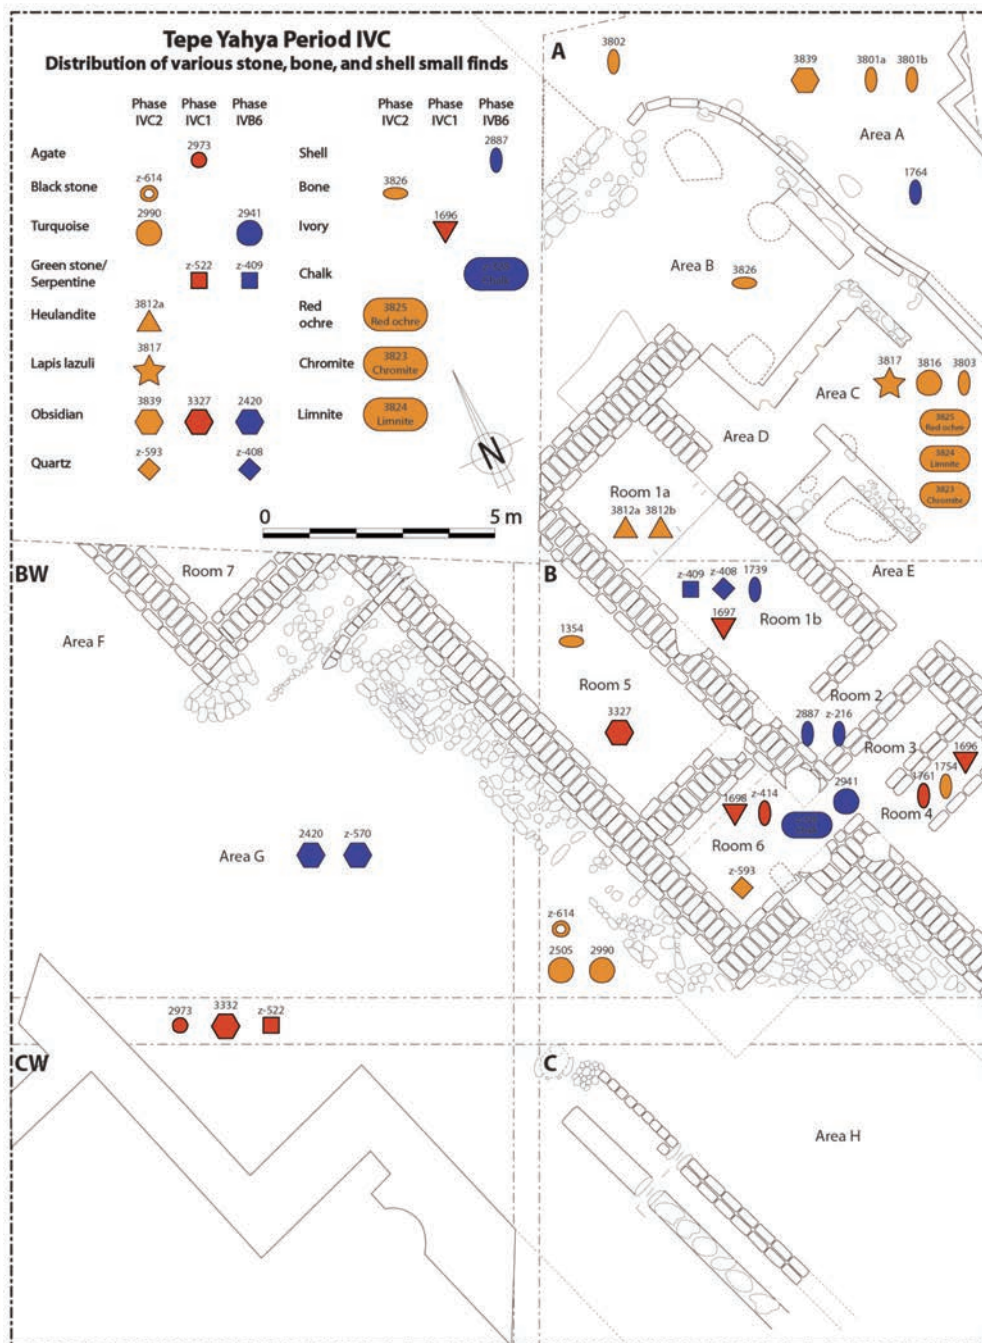 Tepe Yahya Period IVC
Distribution of various stone, bone, and shell small finds
Phase IVC2
Phase IVC1
Phase IVB6
Agate
2973
Black stone
z-614
Turquoise
2990
2941
Green stone/
Serpentine
z-522
z-409
Heulandite
3812a
Lapis lazuli
3817
Obsidian
3839
3327
2420
Quartz
z-593
z-408
Phase IVC2
Phase IVC1
Phase IVB6
Shell
2887
Bone
3826
Ivory
1696
Chalk
Red
ochre
3825
Red ochre
Chromite
3823
Chromite
Limnite
3824
Limnite
N
0
5 m
A
3802
3839
3801a
3801b
Area A
1764
Area B
3826
Area C
3817
3816
3803
3825
Red ochre
3824
Limnite
3823
Chromite
Area D
Room 1a
3812a
3812b
Area E
BW
Room 7
Area F
B
z-409
z-408
1739
1697
Room 1b
1354
Room 5
3327
Room 2
2887
z-216
Room 3
1696
1761
1754
Room 4
2941
1698
z-414
Room 6
z-593
Area G
2420
z-570
z-614
2505
2990
2973
3332
z-522
CW
C
Area H